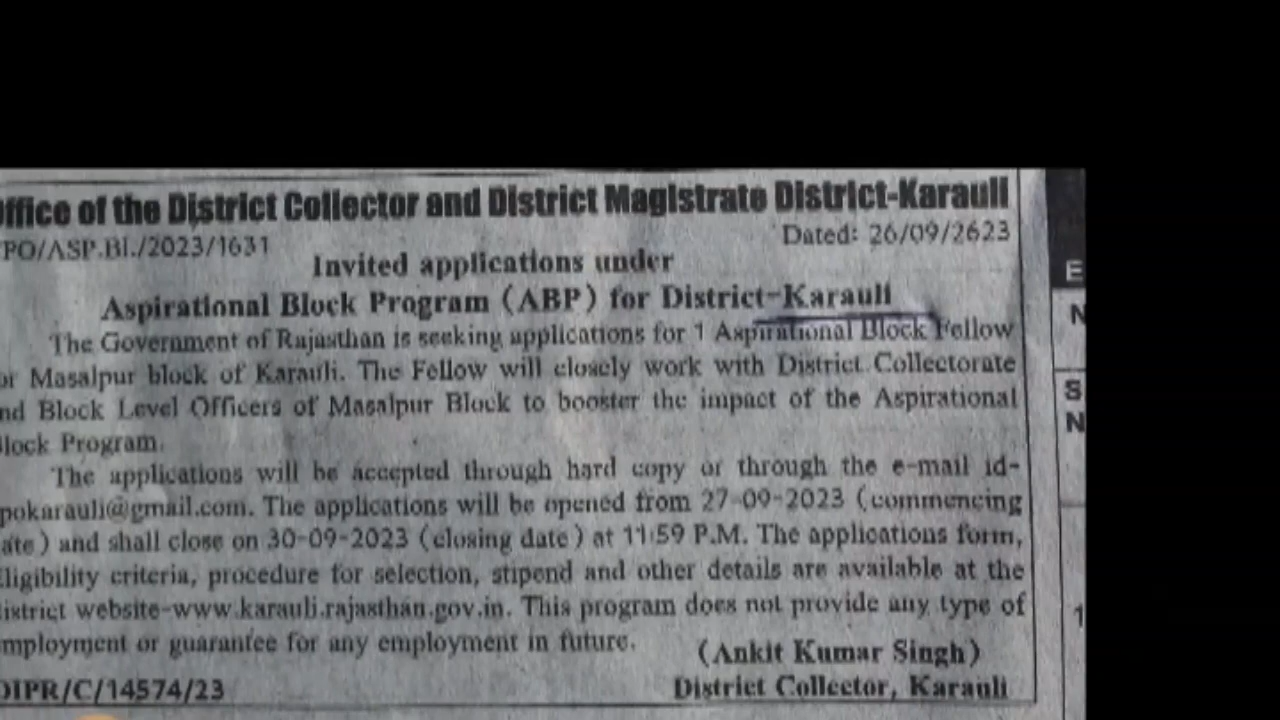 Office of the District Collector and District Magistrate District-Karauli
PO/ASP.Bl./2023/1631
Dated: 26/09/2623
Invited applications under
Aspirational Block Program (ABP) for District-Karauli
The Government of Rajasthan is seeking applications for 1 Aspirational Block Fellow
or Masalpur block of Karauli. The Fellow will closely work with District Collectorate
nd Block Level Officers of Masalpur Block to booster the impact of the Aspirational
lock Program.
The applications will be accepted through hard copy or through the e-mail id-
pokarauli@gmail.com. The applications will be opened from 27-09-2023 (commencing
ate) and shall close on 30-09-2023 (closing date) at 11:59 P.M. The applications form,
ligibility criteria, procedure for selection, stipend and other details are available at the
istrict website-www.karauli.rajasthan.gov.in. This program does not provide any type of
mployment or guarantee for any employment in future.
(Ankit Kumar Singh)
DIPR/C/14574/23
District Collector, Karauli
E
N
S
N
1